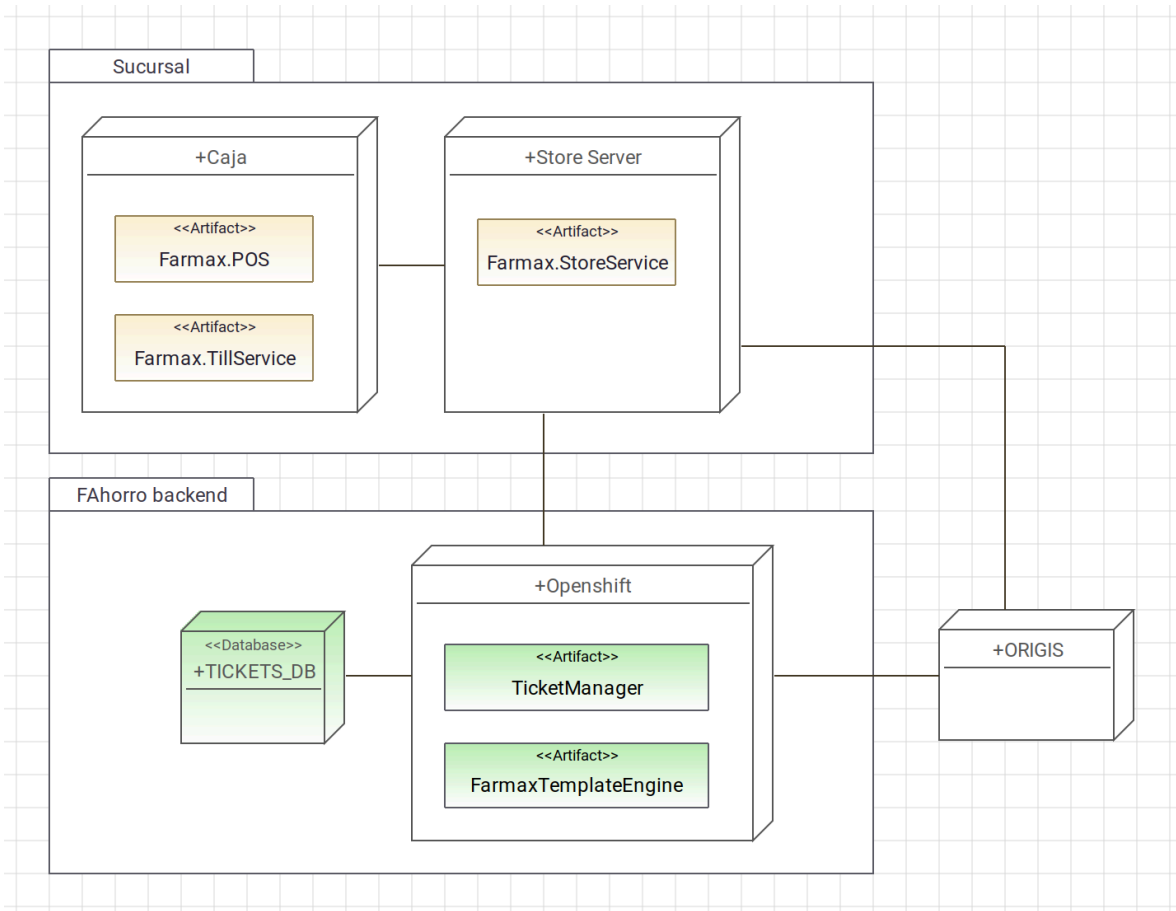 Sucursal
+Caja
<<Artifact>>
Farmax.POS
<<Artifact>>
Farmax.TillService
+Store Server
<<Artifact>>
Farmax.StoreService
FAhorro backend
<<Database>>
+TICKETS_DB
+Openshift
<<Artifact>>
TicketManager
<<Artifact>>
FarmaxTemplateEngine
+ORIGIS